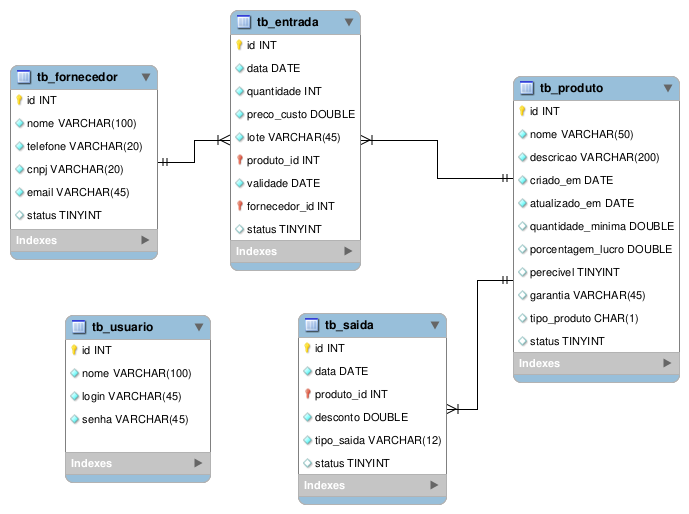 tb_fornecedor
id INT
nome VARCHAR(100)
telefone VARCHAR(20)
cnpj VARCHAR(20)
email VARCHAR(45)
status TINYINT
Indexes
tb_entrada
id INT
data DATE
quantidade INT
preco_custo DOUBLE
lote VARCHAR(45)
produto_id INT
validade DATE
fornecedor_id INT
status TINYINT
Indexes
tb_produto
id INT
nome VARCHAR(50)
descricao VARCHAR(200)
criado_em DATE
atualizado_em DATE
quantidade_minima DOUBLE
porcentagem_lucro DOUBLE
perecivel TINYINT
garantia VARCHAR(45)
tipo_produto CHAR(1)
status TINYINT
Indexes
tb_usuario
id INT
nome VARCHAR(100)
login VARCHAR(45)
senha VARCHAR(45)
Indexes
tb_saida
id INT
data DATE
produto_id INT
desconto DOUBLE
tipo_saida VARCHAR(12)
status TINYINT
Indexes